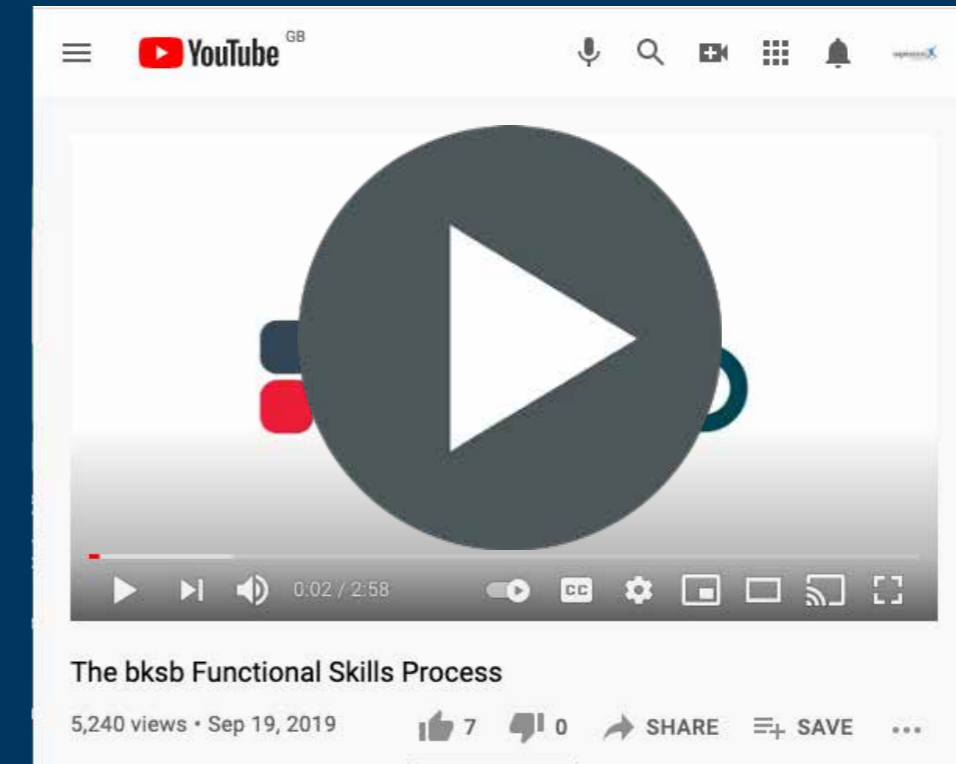 YouTube GB
0:02 / 2:58
CC
The bksb Functional Skills Process
5,240 views • Sep 19, 2019 7 0 SHARE SAVE